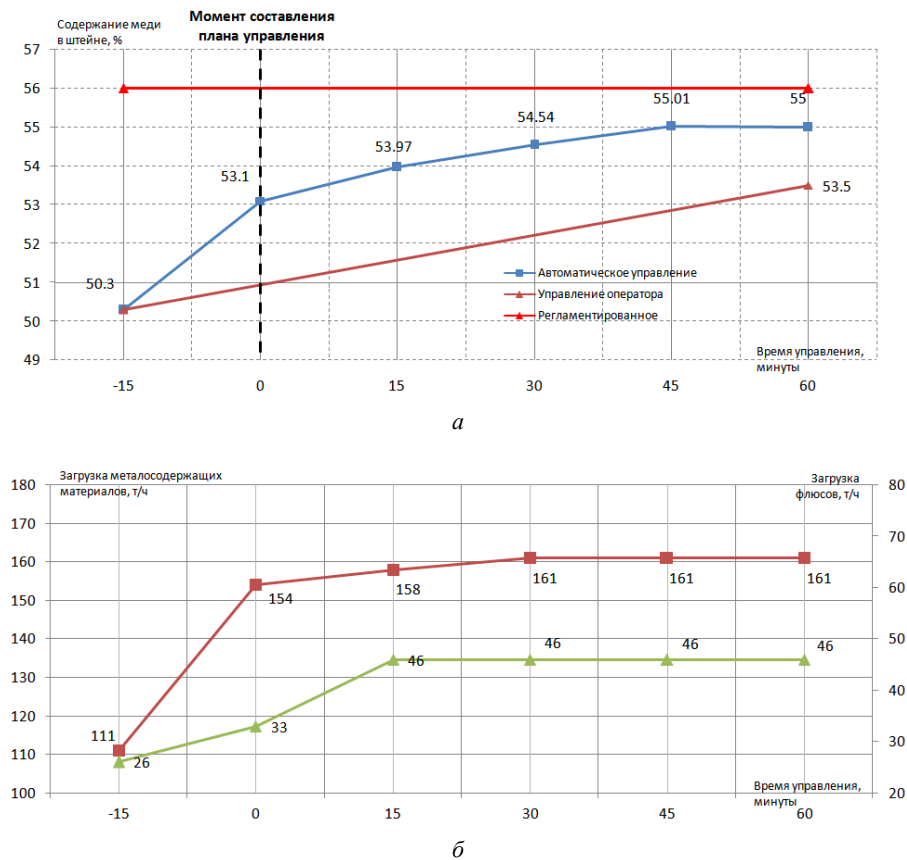 Момент составления
плана управления
Содержание меди
в штейне, %
57
56
55
54
53
52
51
50
49
50.3
53.1
53.97
54.54
55.01
55
53.5
Автоматическое управление
Управление оператора
Регламентированное
Время управления,
минуты
-15 0 15 30 45 60
а
Загрузка металосодержащих
материалов, т/ч
Загрузка
флюсов, т/ч
180
170
160
150
140
130
120
110
100
80
70
60
50
40
30
20
111
154
158
161
161
161
26
33
46
46
46
46
Время управления,
минуты
-15 0 15 30 45 60
б